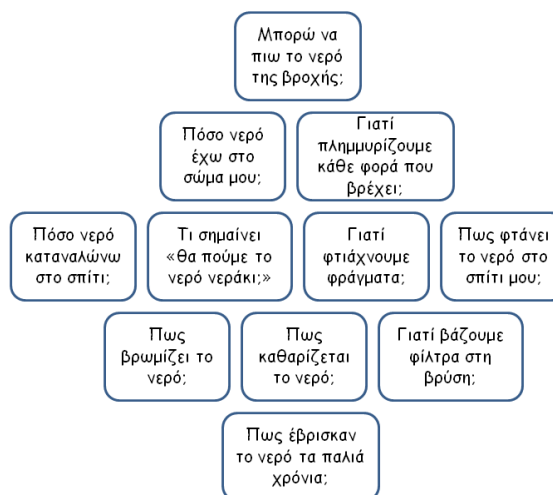 Μπορώ να
πιω το νερό
της βροχής;
Πόσο νερό
έχω στο
σώμα μου;
Γιατί
πλημμυρίζουμε
κάθε φορά που
βρέχει;
Πόσο νερό
καταναλώνω
στο σπίτι;
Τι σημαίνει
«θα πούμε το
νερό νεράκι;»
Γιατί
φτιάχνουμε
φράγματα;
Πως φτάνει
το νερό στο
σπίτι μου;
Πως
βρωμίζει το
νερό;
Πως
καθαρίζεται
το νερό;
Γιατί βάζουμε
φίλτρα στη
βρύση;
Πως έβρισκαν
το νερό τα παλιά
χρόνια;